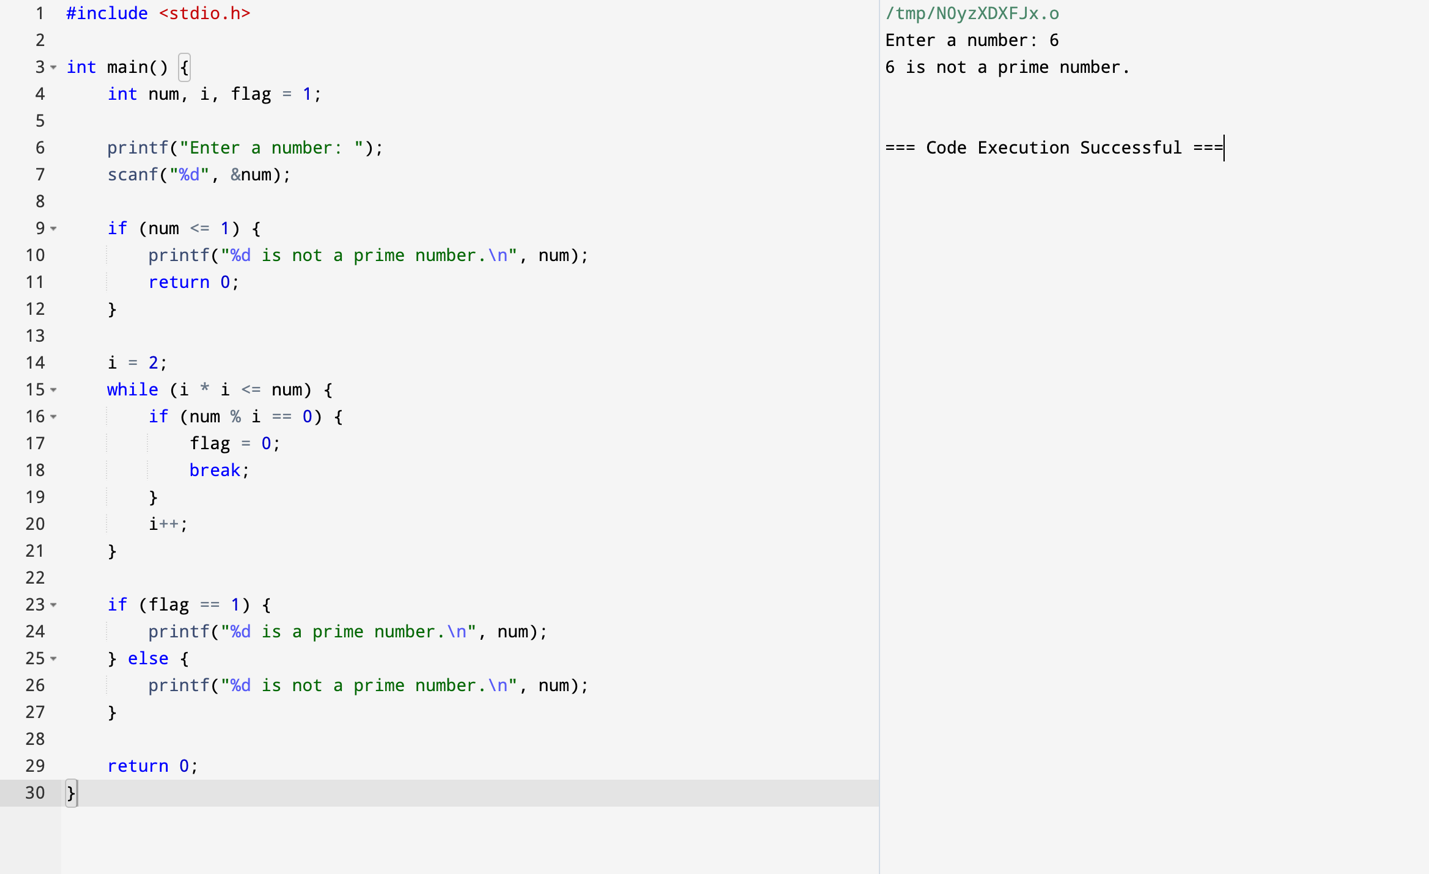 1 #include <stdio.h>
2
3 int main() {
4     int num, i, flag = 1;
5
6     printf("Enter a number: ");
7     scanf("%d", &num);
8
9     if (num <= 1) {
10         printf("%d is not a prime number.\n", num);
11         return 0;
12     }
13
14     i = 2;
15     while (i * i <= num) {
16         if (num % i == 0) {
17             flag = 0;
18             break;
19         }
20         i++;
21     }
22
23     if (flag == 1) {
24         printf("%d is a prime number.\n", num);
25     } else {
26         printf("%d is not a prime number.\n", num);
27     }
28
29     return 0;
30 }
/tmp/NOyzXDXFJx.o
Enter a number: 6
6 is not a prime number.
=== Code Execution Successful ===